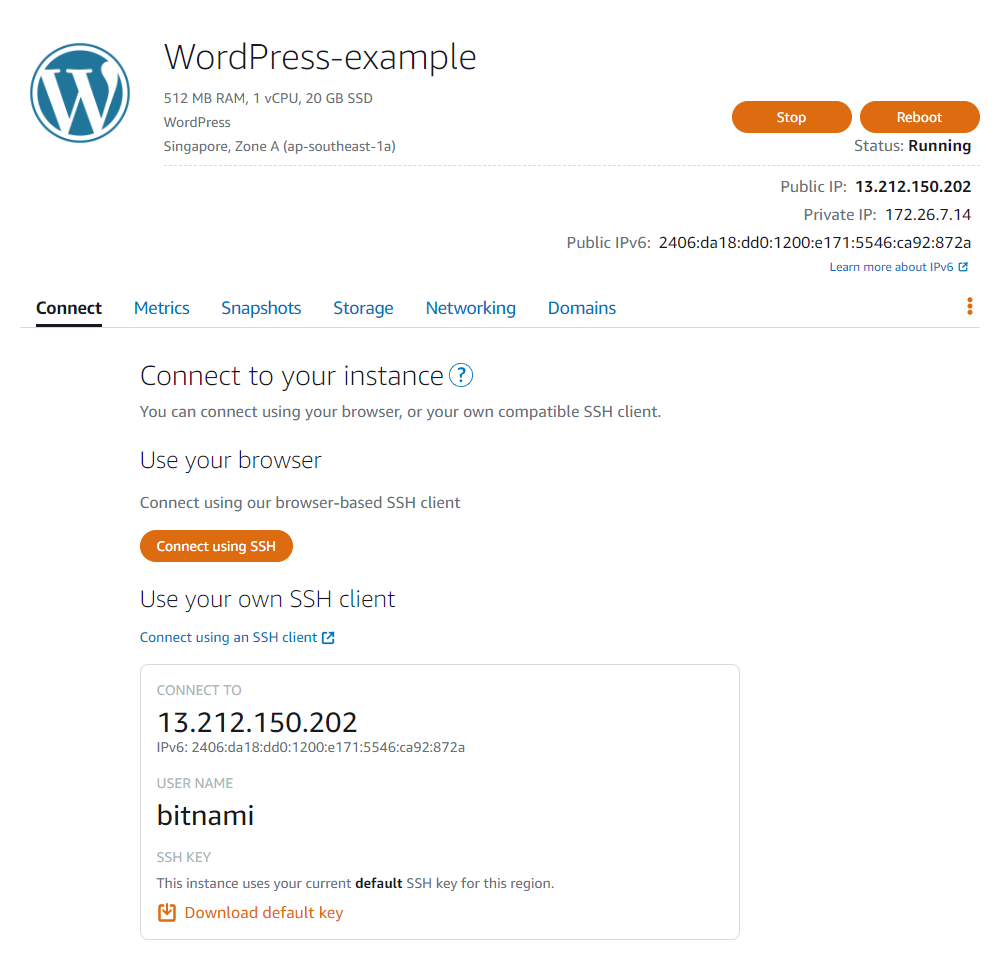 WordPress-example
512 MB RAM, 1 vCPU, 20 GB SSD
WordPress
Singapore, Zone A (ap-southeast-1a)
Stop
Reboot
Status: Running
Public IP: 13.212.150.202
Private IP: 172.26.7.14
Public IPv6: 2406:da18:dd0:1200:e171:5546:ca92:872a
Learn more about IPv6
Connect
Metrics
Snapshots
Storage
Networking
Domains
Connect to your instance ?
You can connect using your browser, or your own compatible SSH client.
Use your browser
Connect using our browser-based SSH client
Connect using SSH
Use your own SSH client
Connect using an SSH client
CONNECT TO
13.212.150.202
IPv6: 2406:da18:dd0:1200:e171:5546:ca92:872a
USER NAME
bitnami
SSH KEY
This instance uses your current default SSH key for this region.
Download default key